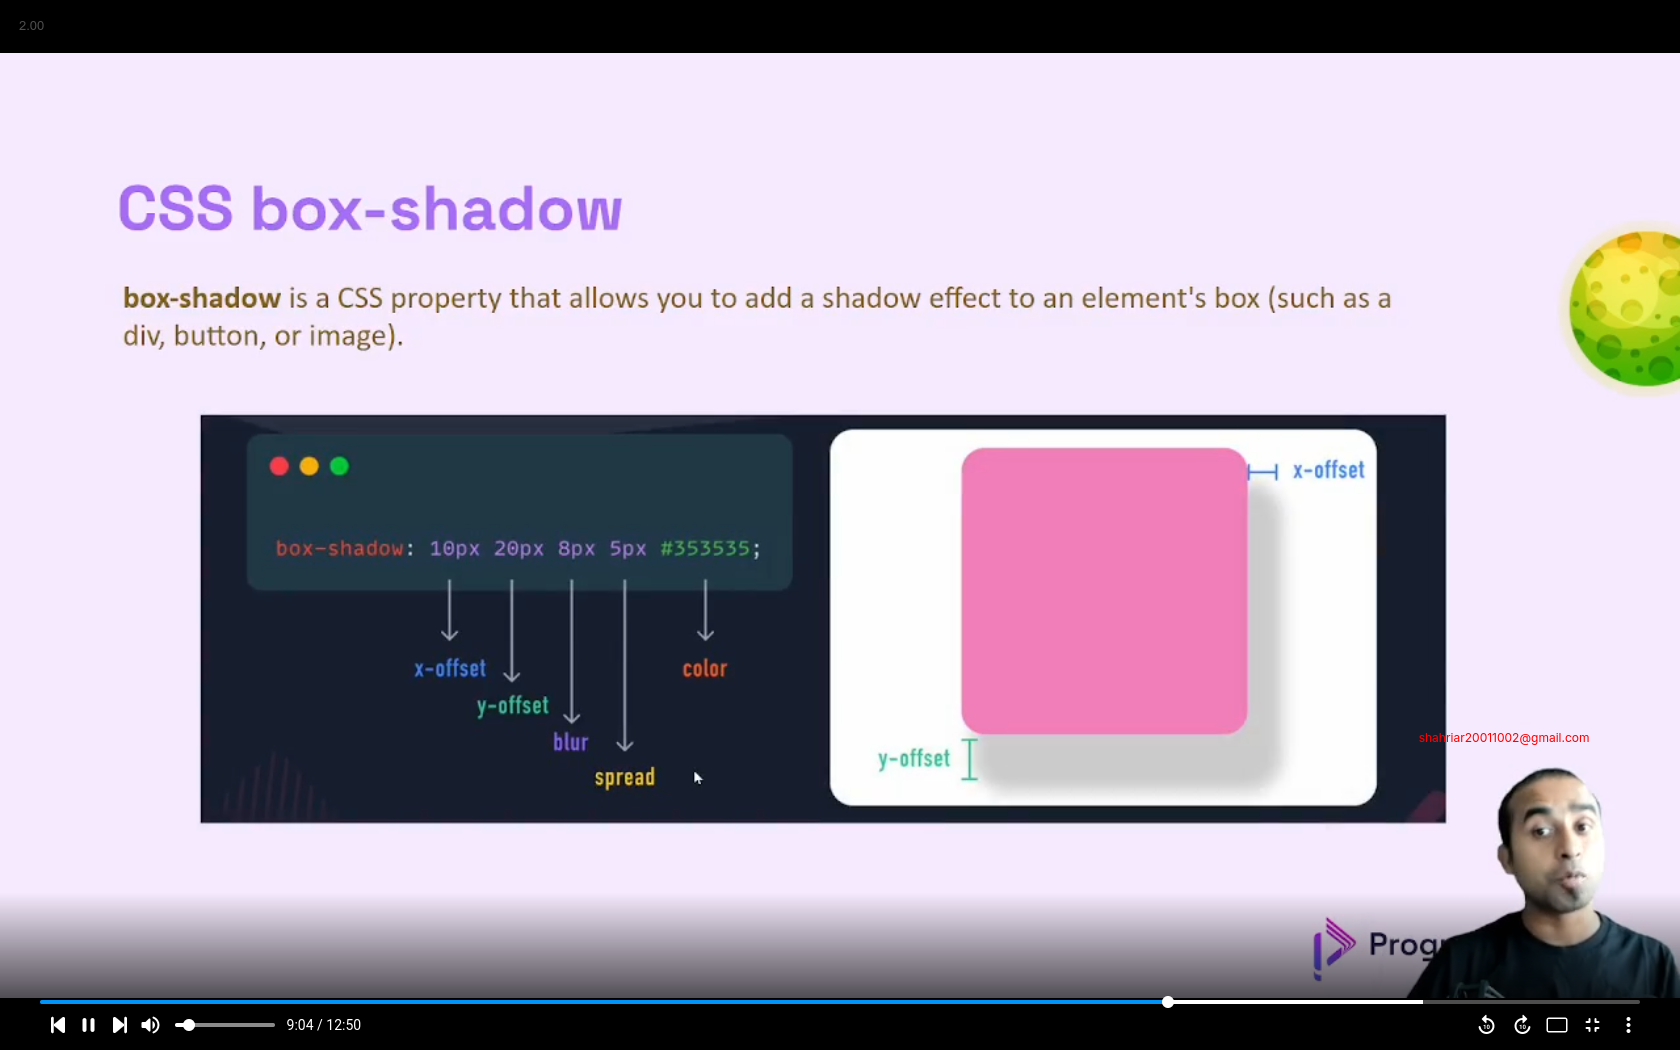 2.00
CSS box-shadow
box-shadow is a CSS property that allows you to add a shadow effect to an element's box (such as a
div, button, or image).
box-shadow: 10px 20px 8px 5px #353535;
x-offset
y-offset
blur
spread
color
x-offset
y-offset
shahriar20011002@gmail.com
9:04 / 12:50
10
10